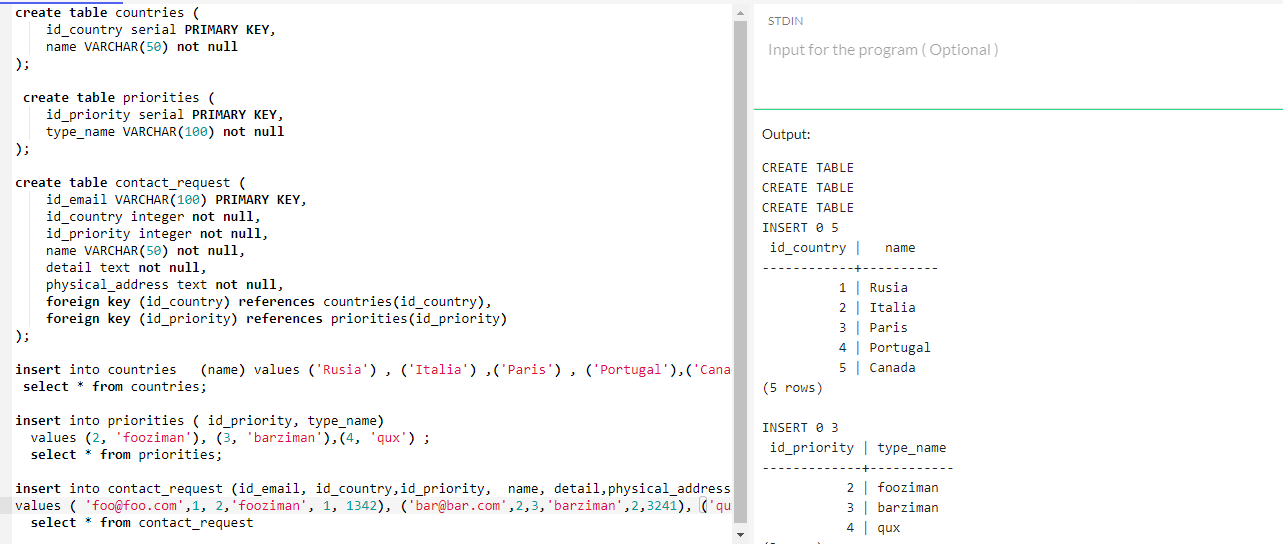 create table countries (
id_country serial PRIMARY KEY,
name VARCHAR(50) not null
);
create table priorities (
id_priority serial PRIMARY KEY,
type_name VARCHAR(100) not null
);
create table contact_request (
id_email VARCHAR(100) PRIMARY KEY,
id_country integer not null,
id_priority integer not null,
name VARCHAR(50) not null,
detail text not null,
physical_address text not null,
foreign key (id_country) references countries(id_country),
foreign key (id_priority) references priorities(id_priority)
);
insert into countries (name) values ('Rusia') , ('Italia') ,('Paris') , ('Portugal'),('Cana
select * from countries;
insert into priorities ( id_priority, type_name)
values (2, 'fooziman'), (3, 'barziman'),(4, 'qux') ;
select * from priorities;
insert into contact_request (id_email, id_country,id_priority, name, detail,physical_address
values ( 'foo@foo.com',1, 2,'fooziman', 1, 1342), ('bar@bar.com',2,3,'barziman',2,3241), ('qu
select * from contact_request
STDIN
Input for the program ( Optional )
Output:
CREATE TABLE
CREATE TABLE
CREATE TABLE
INSERT 0 5
id_country | name
------------+----------
1 | Rusia
2 | Italia
3 | Paris
4 | Portugal
5 | Canada
(5 rows)
INSERT 0 3
id_priority | type_name
-------------+-----------
2 | fooziman
3 | barziman
4 | qux